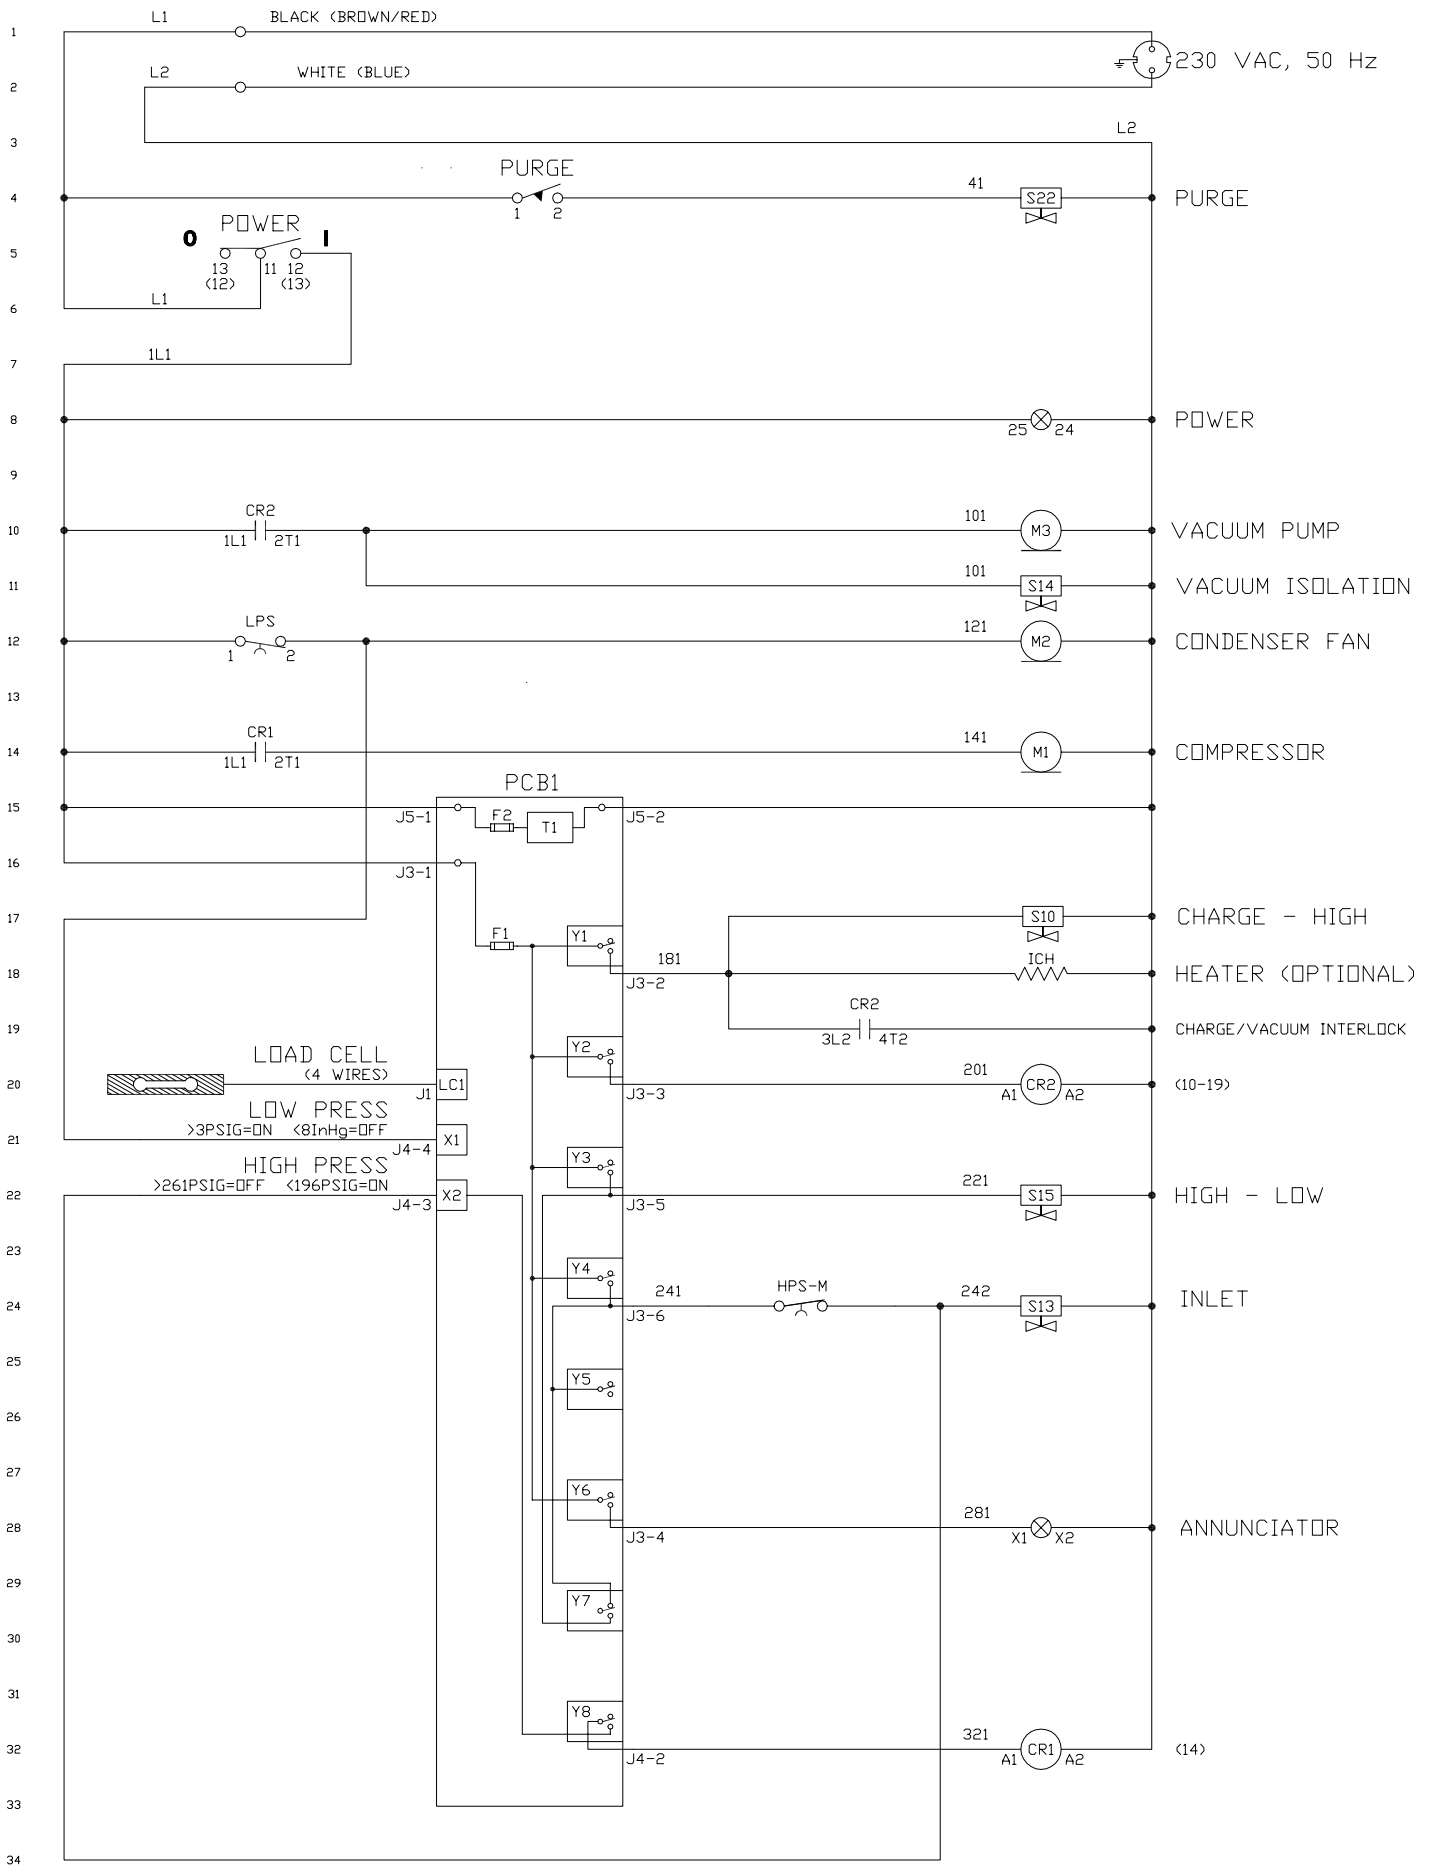 L1 BLACK (BROWN/RED)
1
230 VAC, 50 Hz
L2 WHITE (BLUE)
2
L2
3
PURGE
41
4 S22 PURGE
1 2
POWER
0 I
5
13 11 12
(12) (13)
L1
6
1L1
7
8 POWER
25 24
9
CR2
101
10 M3 VACUUM PUMP
1L1 2T1
101
11 S14 VACUUM ISOLATION
LPS
121
12 M2 CONDENSER FAN
1 2
13
CR1
141
14 M1 COMPRESSOR
1L1 2T1
PCB1
15
J5-1 F2 J5-2
T1
16
J3-1
17 S10 CHARGE - HIGH
F1 Y1
181 ICH
18 HEATER (OPTIONAL)
J3-2
CR2
19 CHARGE/VACUUM INTERLOCK
3L2 4T2
Y2
LOAD CELL
(4 WIRES)
201
20 LC1 CR2 (10-19)
J1 J3-3 A1 A2
LOW PRESS
>3PSIG=ON <8InHg=OFF
21 X1
J4-4
Y3
HIGH PRESS
>261PSIG=OFF <196PSIG=ON
221
22 X2 S15 HIGH - LOW
J4-3 J3-5
23
Y4
241 HPS-M 242
24 S13 INLET
J3-6
25
Y5
26
27
Y6
281
28 ANNUNCIATOR
J3-4 X1 X2
29
Y7
30
31
Y8
321
32 CR1 (14)
J4-2 A1 A2
33
34